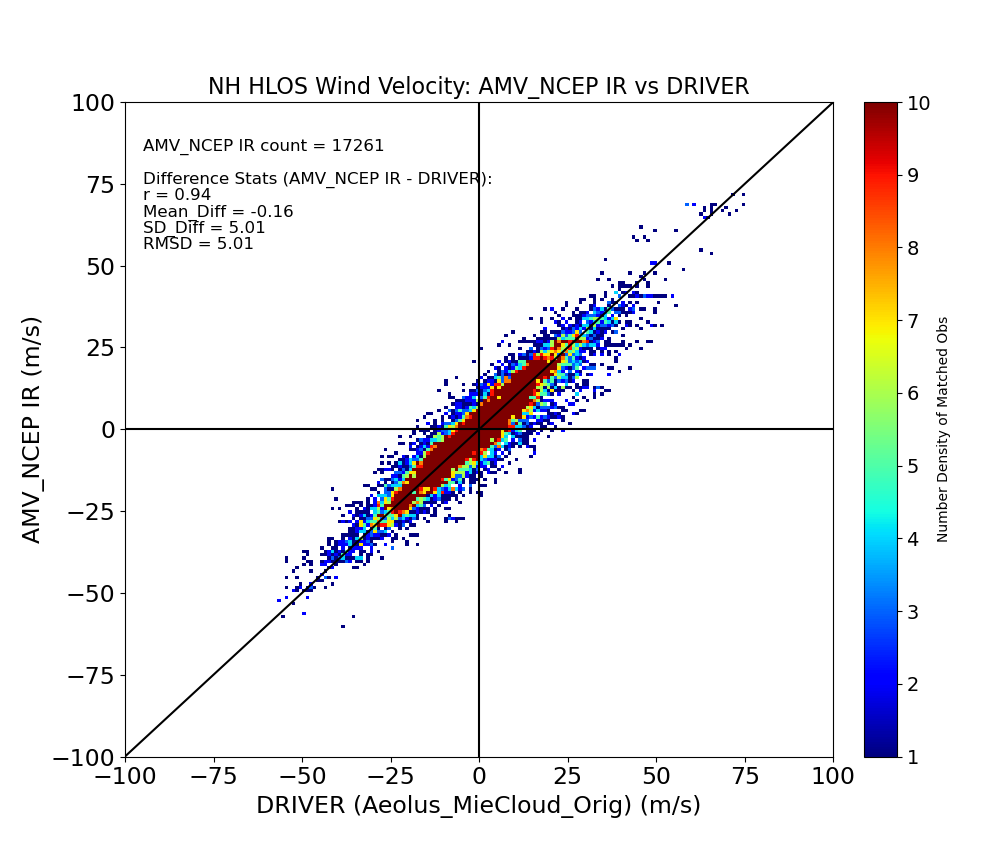 NH HLOS Wind Velocity: AMV_NCEP IR vs DRIVER
AMV_NCEP IR count = 17261
Difference Stats (AMV_NCEP IR - DRIVER):
r = 0.94
Mean_Diff = -0.16
SD_Diff = 5.01
RMSD = 5.01
AMV_NCEP IR (m/s)
100
75
50
25
0
−25
−50
−75
−100
−100 −75 −50 −25 0 25 50 75 100
DRIVER (Aeolus_MieCloud_Orig) (m/s)
10
9
8
7
6
5
4
3
2
1
Number Density of Matched Obs